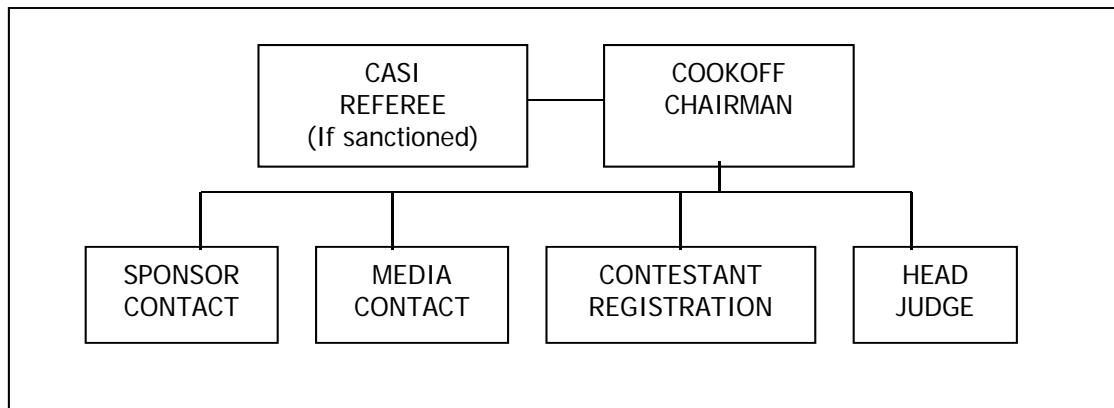 CASI
REFEREE
(If sanctioned)
COOKOFF
CHAIRMAN
SPONSOR
CONTACT
MEDIA
CONTACT
CONTESTANT
REGISTRATION
HEAD
JUDGE